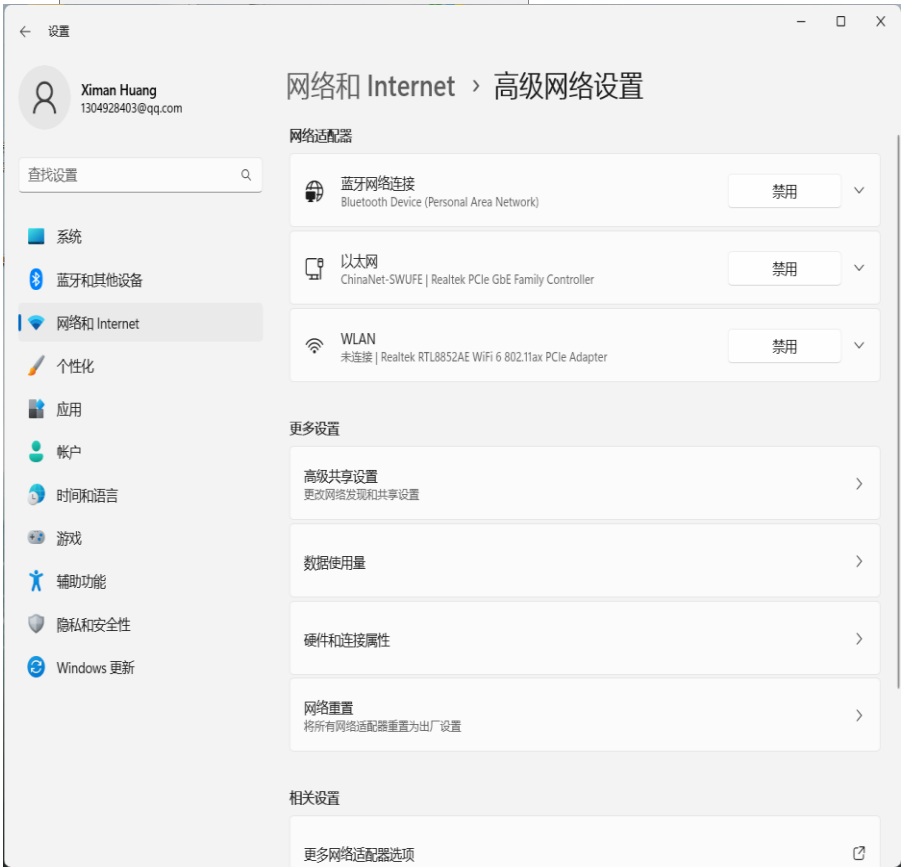 设置
Ximan Huang
1304928403@qq.com
查找设置
系统
蓝牙和其他设备
网络和 Internet
个性化
应用
帐户
时间和语言
游戏
辅助功能
隐私和安全性
Windows 更新
网络和 Internet › 高级网络设置
网络适配器
蓝牙网络连接
Bluetooth Device (Personal Area Network)
禁用
以太网
ChinaNet-SWUFE | Realtek PCIe GbE Family Controller
禁用
WLAN
未连接 | Realtek RTL8852AE WiFi 6 802.11ax PCIe Adapter
禁用
更多设置
高级共享设置
更改网络发现和共享设置
数据使用量
硬件和连接属性
网络重置
将所有网络适配器重置为出厂设置
相关设置
更多网络适配器选项